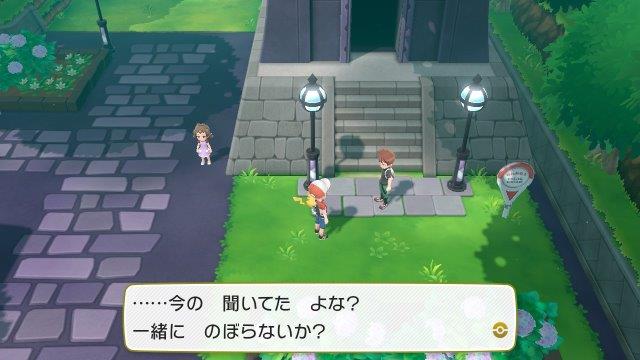 ……今の　聞いてた　よな?
一緒に　のぼらないか?